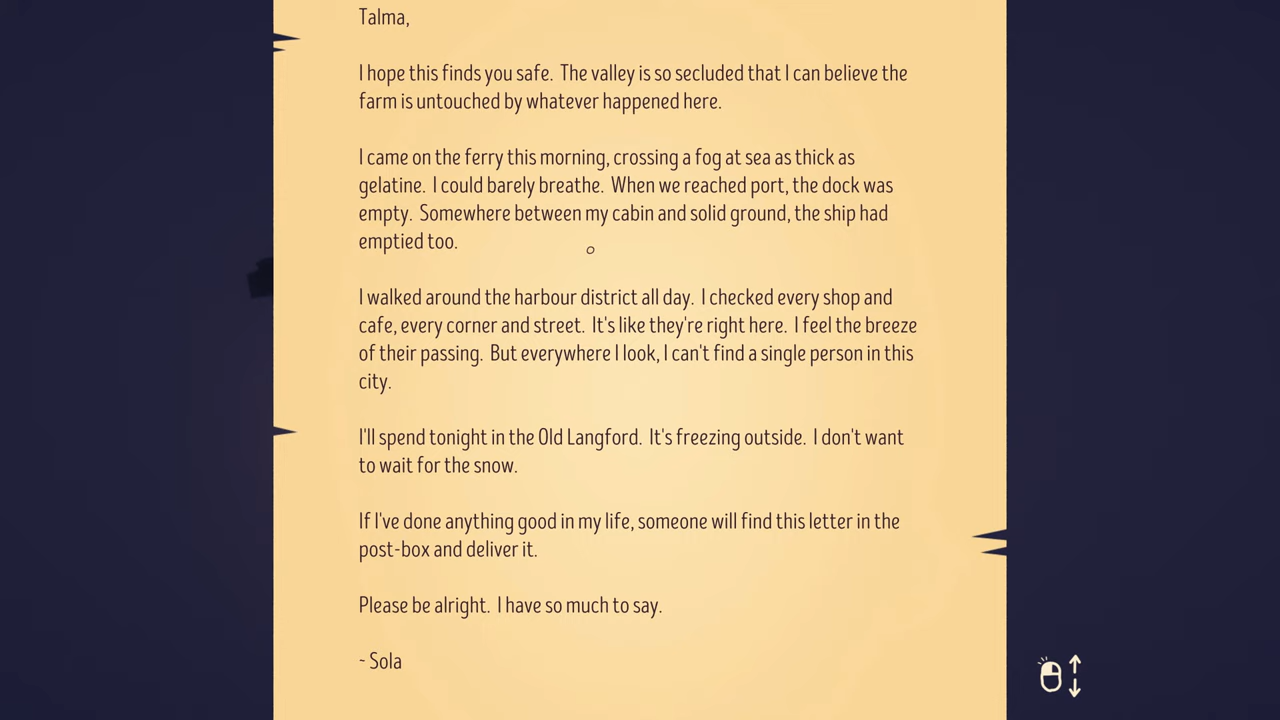 Talma,
I hope this finds you safe.  The valley is so secluded that I can believe the
farm is untouched by whatever happened here.
I came on the ferry this morning, crossing a fog at sea as thick as
gelatine.  I could barely breathe.  When we reached port, the dock was
empty.  Somewhere between my cabin and solid ground, the ship had
emptied too.
I walked around the harbour district all day.  I checked every shop and
cafe, every corner and street.  It's like they're right here.  I feel the breeze
of their passing.  But everywhere I look, I can't find a single person in this
city.
I'll spend tonight in the Old Langford.  It's freezing outside.  I don't want
to wait for the snow.
If I've done anything good in my life, someone will find this letter in the
post-box and deliver it.
Please be alright.  I have so much to say.
~ Sola